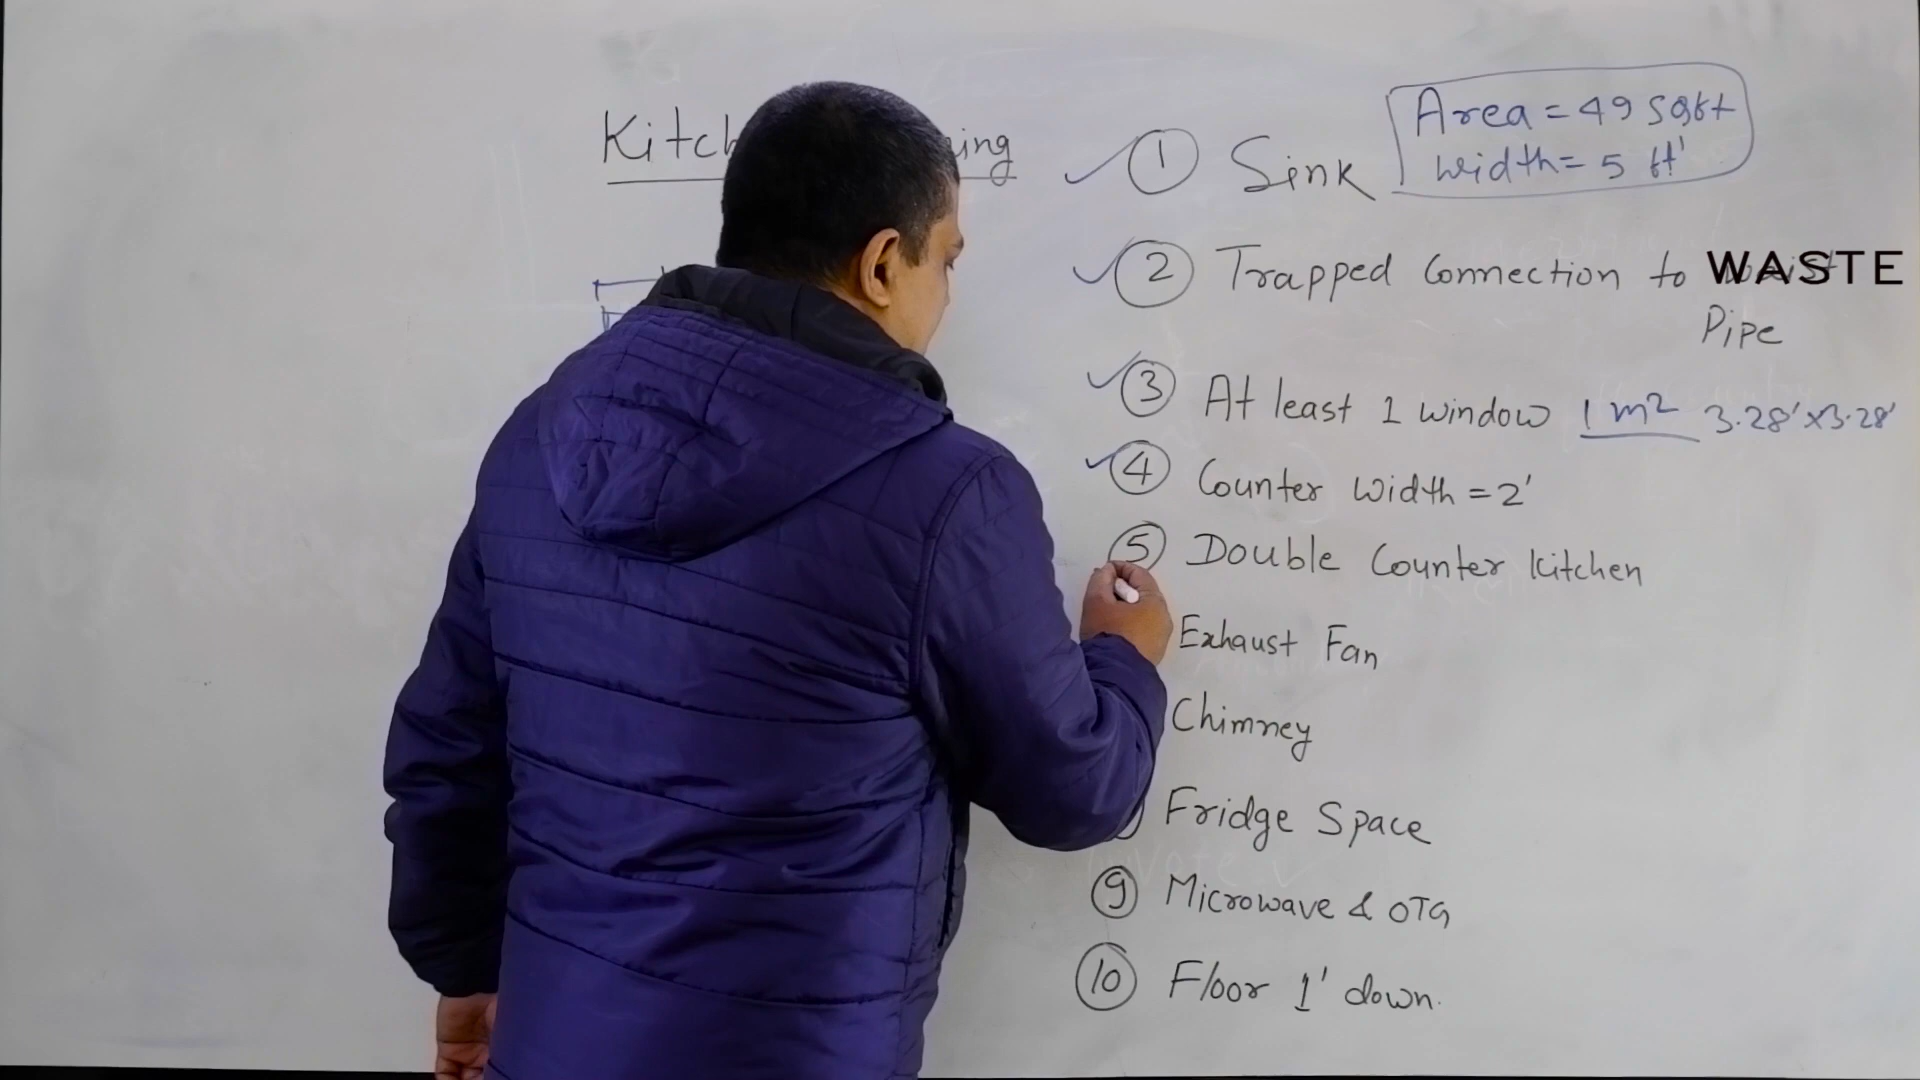 Kitch ing
① Sink
Area = 49 sqft
width = 5 ft'
② Trapped Connection to WASTE
Pipe
③ At least 1 window 1 m² 3.28' x 3.28'
④ Counter width = 2'
⑤ Double Counter Kitchen
Exhaust Fan
Chimney
Fridge Space
⑨ Microwave & OTG
⑩ Floor 1' down.